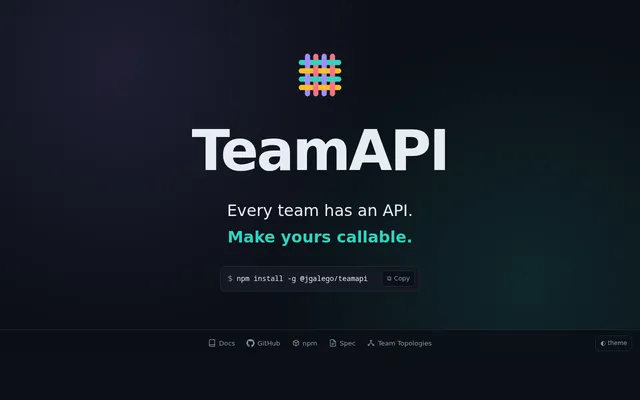 TeamAPI
Every team has an API.
Make yours callable.
$ npm install -g @jgalego/teamapi Copy
Docs GitHub npm Spec Team Topologies theme